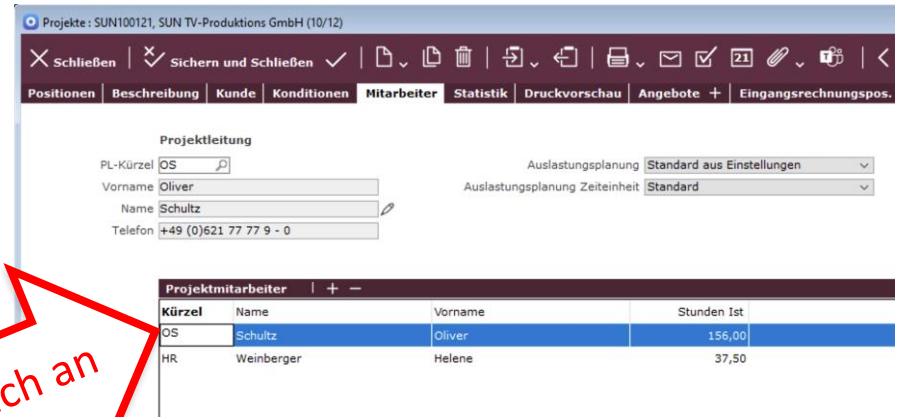 Projekte : SUN100121, SUN TV-Produktions GmbH (10/12)
Schließen | Sichern und Schließen
21
Positionen | Beschreibung | Kunde | Konditionen | Mitarbeiter | Statistik | Druckvorschau | Angebote + | Eingangsrechnungspos.
Projektleitung
PL-Kürzel OS
Auslastungsplanung Standard aus Einstellungen
Vorname Oliver
Auslastungsplanung Zeiteinheit Standard
Name Schultz
Telefon +49 (0)621 77 77 9 - 0
Projektmitarbeiter | + −
Kürzel Name Vorname Stunden Ist
OS Schultz Oliver 156,00
HR Weinberger Helene 37,50
ch an